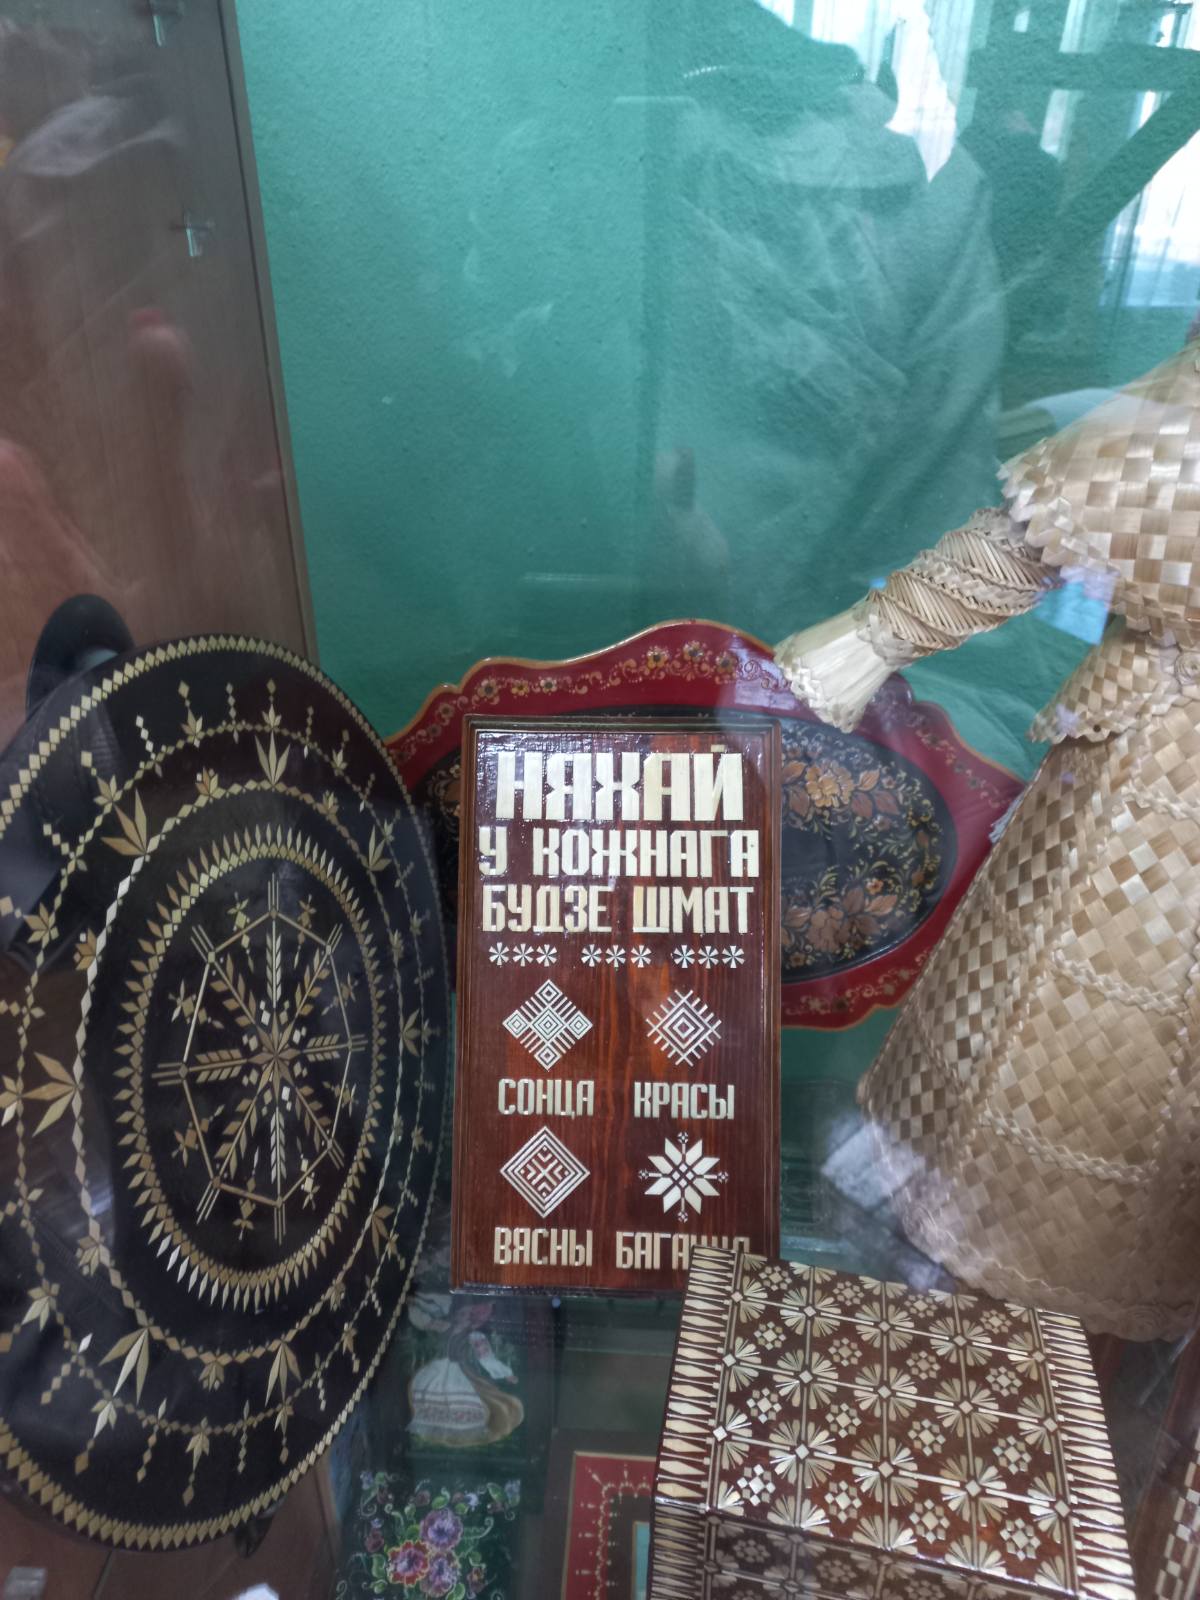 НЯХАЙ
У КОЖНАГА
БУДЗЕ ШМАТ
СОНЦА КРАСЫ
ВЯСНЫ